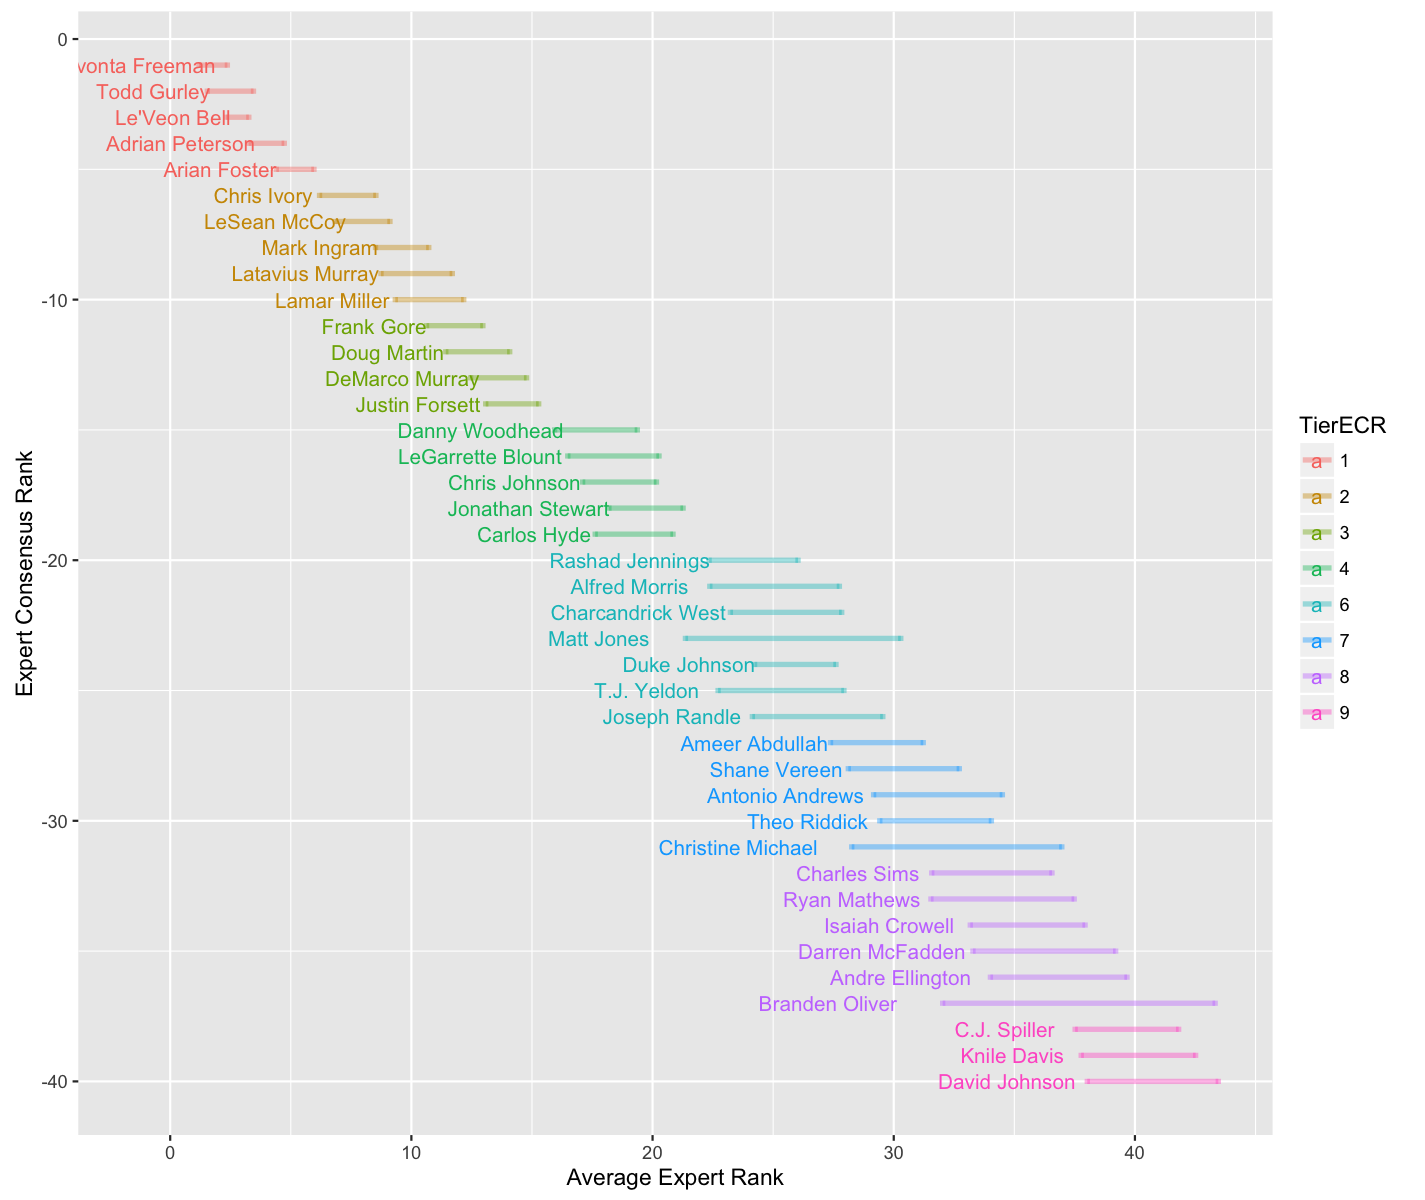 0
vonta Freeman
Todd Gurley
Le'Veon Bell
Adrian Peterson
Arian Foster
Chris Ivory
LeSean McCoy
Mark Ingram
Latavius Murray
-10
Lamar Miller
Frank Gore
Doug Martin
DeMarco Murray
Justin Forsett
Danny Woodhead
LeGarrette Blount
Chris Johnson
Jonathan Stewart
Carlos Hyde
-20
Rashad Jennings
Alfred Morris
Charcandrick West
Matt Jones
Duke Johnson
T.J. Yeldon
Joseph Randle
Ameer Abdullah
Shane Vereen
Antonio Andrews
-30
Theo Riddick
Christine Michael
Charles Sims
Ryan Mathews
Isaiah Crowell
Darren McFadden
Andre Ellington
Branden Oliver
C.J. Spiller
Knile Davis
-40
David Johnson
0 10 20 30 40
Average Expert Rank
Expert Consensus Rank
TierECR
a 1
a 2
a 3
a 4
a 6
a 7
a 8
a 9